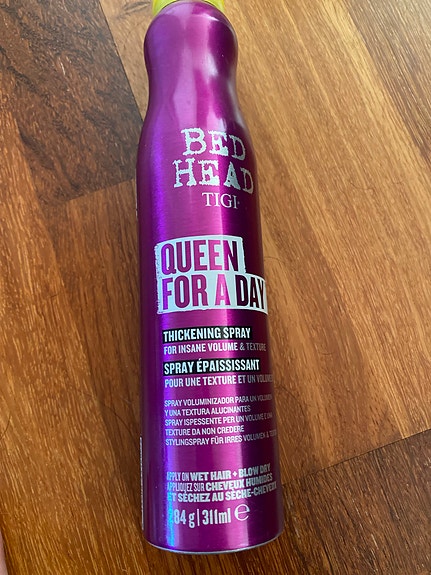 BED
HEAD
TIGI
QUEEN
FOR A DAY
THICKENING SPRAY
FOR INSANE VOLUME & TEXTURE
SPRAY ÉPAISSISSANT
POUR UNE TEXTURE ET UN
SPRAY VOLUMINIZADOR PARA UN VOLUMEN
Y UNA TEXTURA ALUCINANTES
SPRAY ISPESSENTE PER UN VOLUME E UNA
TEXTURE DA NON CREDERE
STYLINGSPRAY FÜR IRRES VOLUMEN &
APPLY ON WET HAIR + BLOW DRY
APPLIQUEZ SUR CHEVEUX HUMIDES
ET SÉCHEZ AU SÈCHE-CHEVEUX
284 g | 311ml ℮